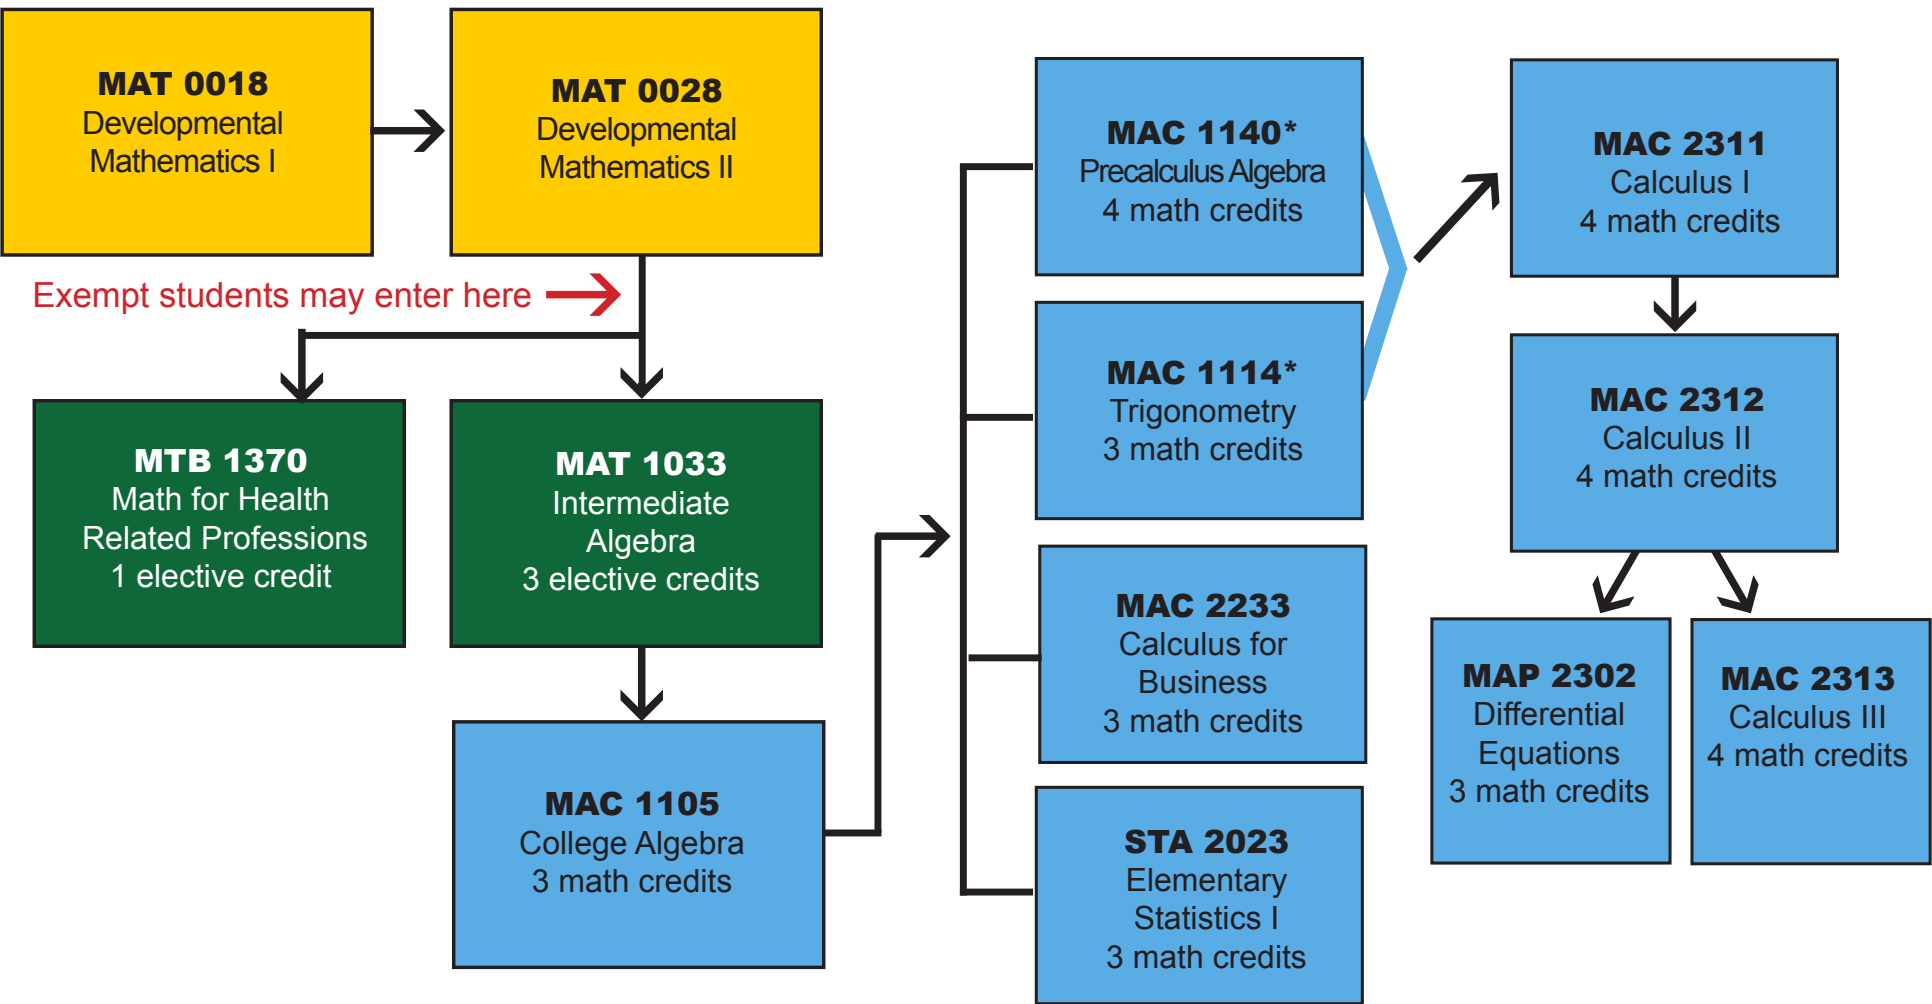 MAT 0018
Developmental
Mathematics I
MAT 0028
Developmental
Mathematics II
Exempt students may enter here
MTB 1370
Math for Health
Related Professions
1 elective credit
MAT 1033
Intermediate
Algebra
3 elective credits
MAC 1105
College Algebra
3 math credits
MAC 1140*
Precalculus Algebra
4 math credits
MAC 1114*
Trigonometry
3 math credits
MAC 2233
Calculus for
Business
3 math credits
STA 2023
Elementary
Statistics I
3 math credits
MAC 2311
Calculus I
4 math credits
MAC 2312
Calculus II
4 math credits
MAP 2302
Differential
Equations
3 math credits
MAC 2313
Calculus III
4 math credits